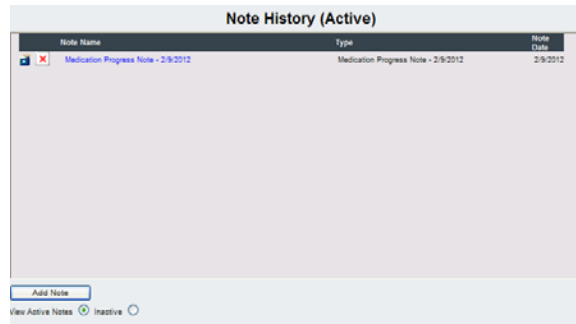 Note History (Active)
Note Name Type Note Date
Medication Progress Note - 2/9/2012 Medication Progress Note - 2/9/2012 2/9/2012
Add Note
View Active Notes Inactive